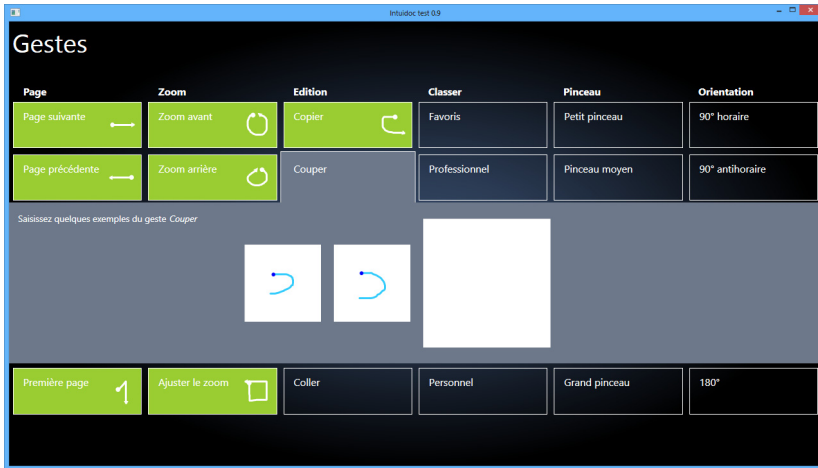 Intuidoc test 0.9
Gestes
Page Zoom Edition Classer Pinceau Orientation
Page suivante Zoom avant Copier Favoris Petit pinceau 90° horaire
Page précédente Zoom arrière Couper Professionnel Pinceau moyen 90° antihoraire
Saisissez quelques exemples du geste Couper
Première page Ajuster le zoom Coller Personnel Grand pinceau 180°